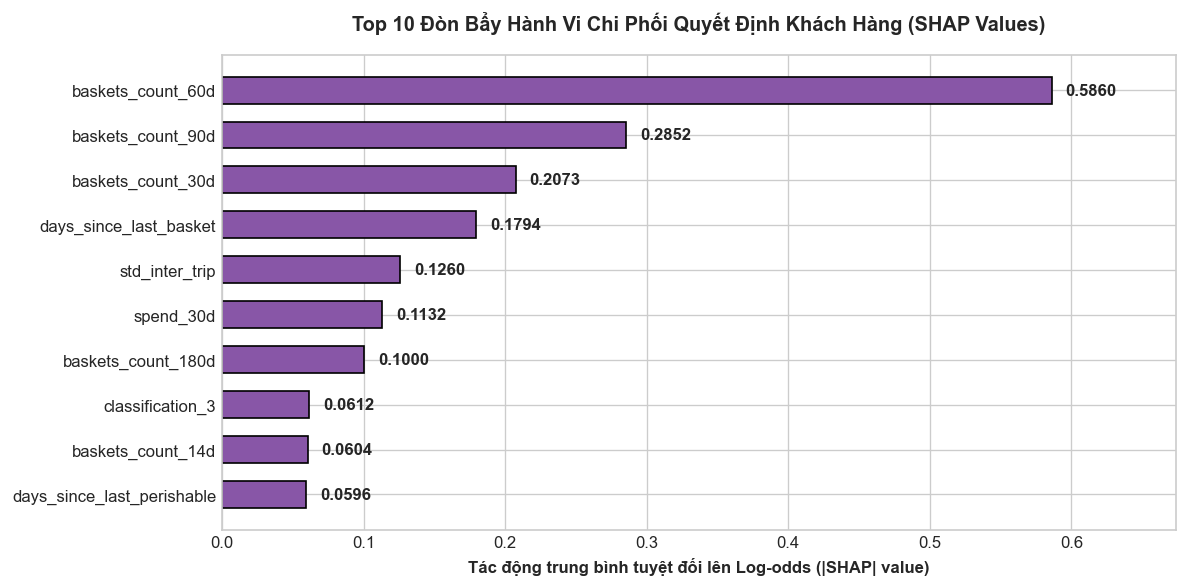 Top 10 Đòn Bẩy Hành Vi Chi Phối Quyết Định Khách Hàng (SHAP Values)
baskets_count_60d 0.5860
baskets_count_90d 0.2852
baskets_count_30d 0.2073
days_since_last_basket 0.1794
std_inter_trip 0.1260
spend_30d 0.1132
baskets_count_180d 0.1000
classification_3 0.0612
baskets_count_14d 0.0604
days_since_last_perishable 0.0596
0.0 0.1 0.2 0.3 0.4 0.5 0.6
Tác động trung bình tuyệt đối lên Log-odds (|SHAP| value)